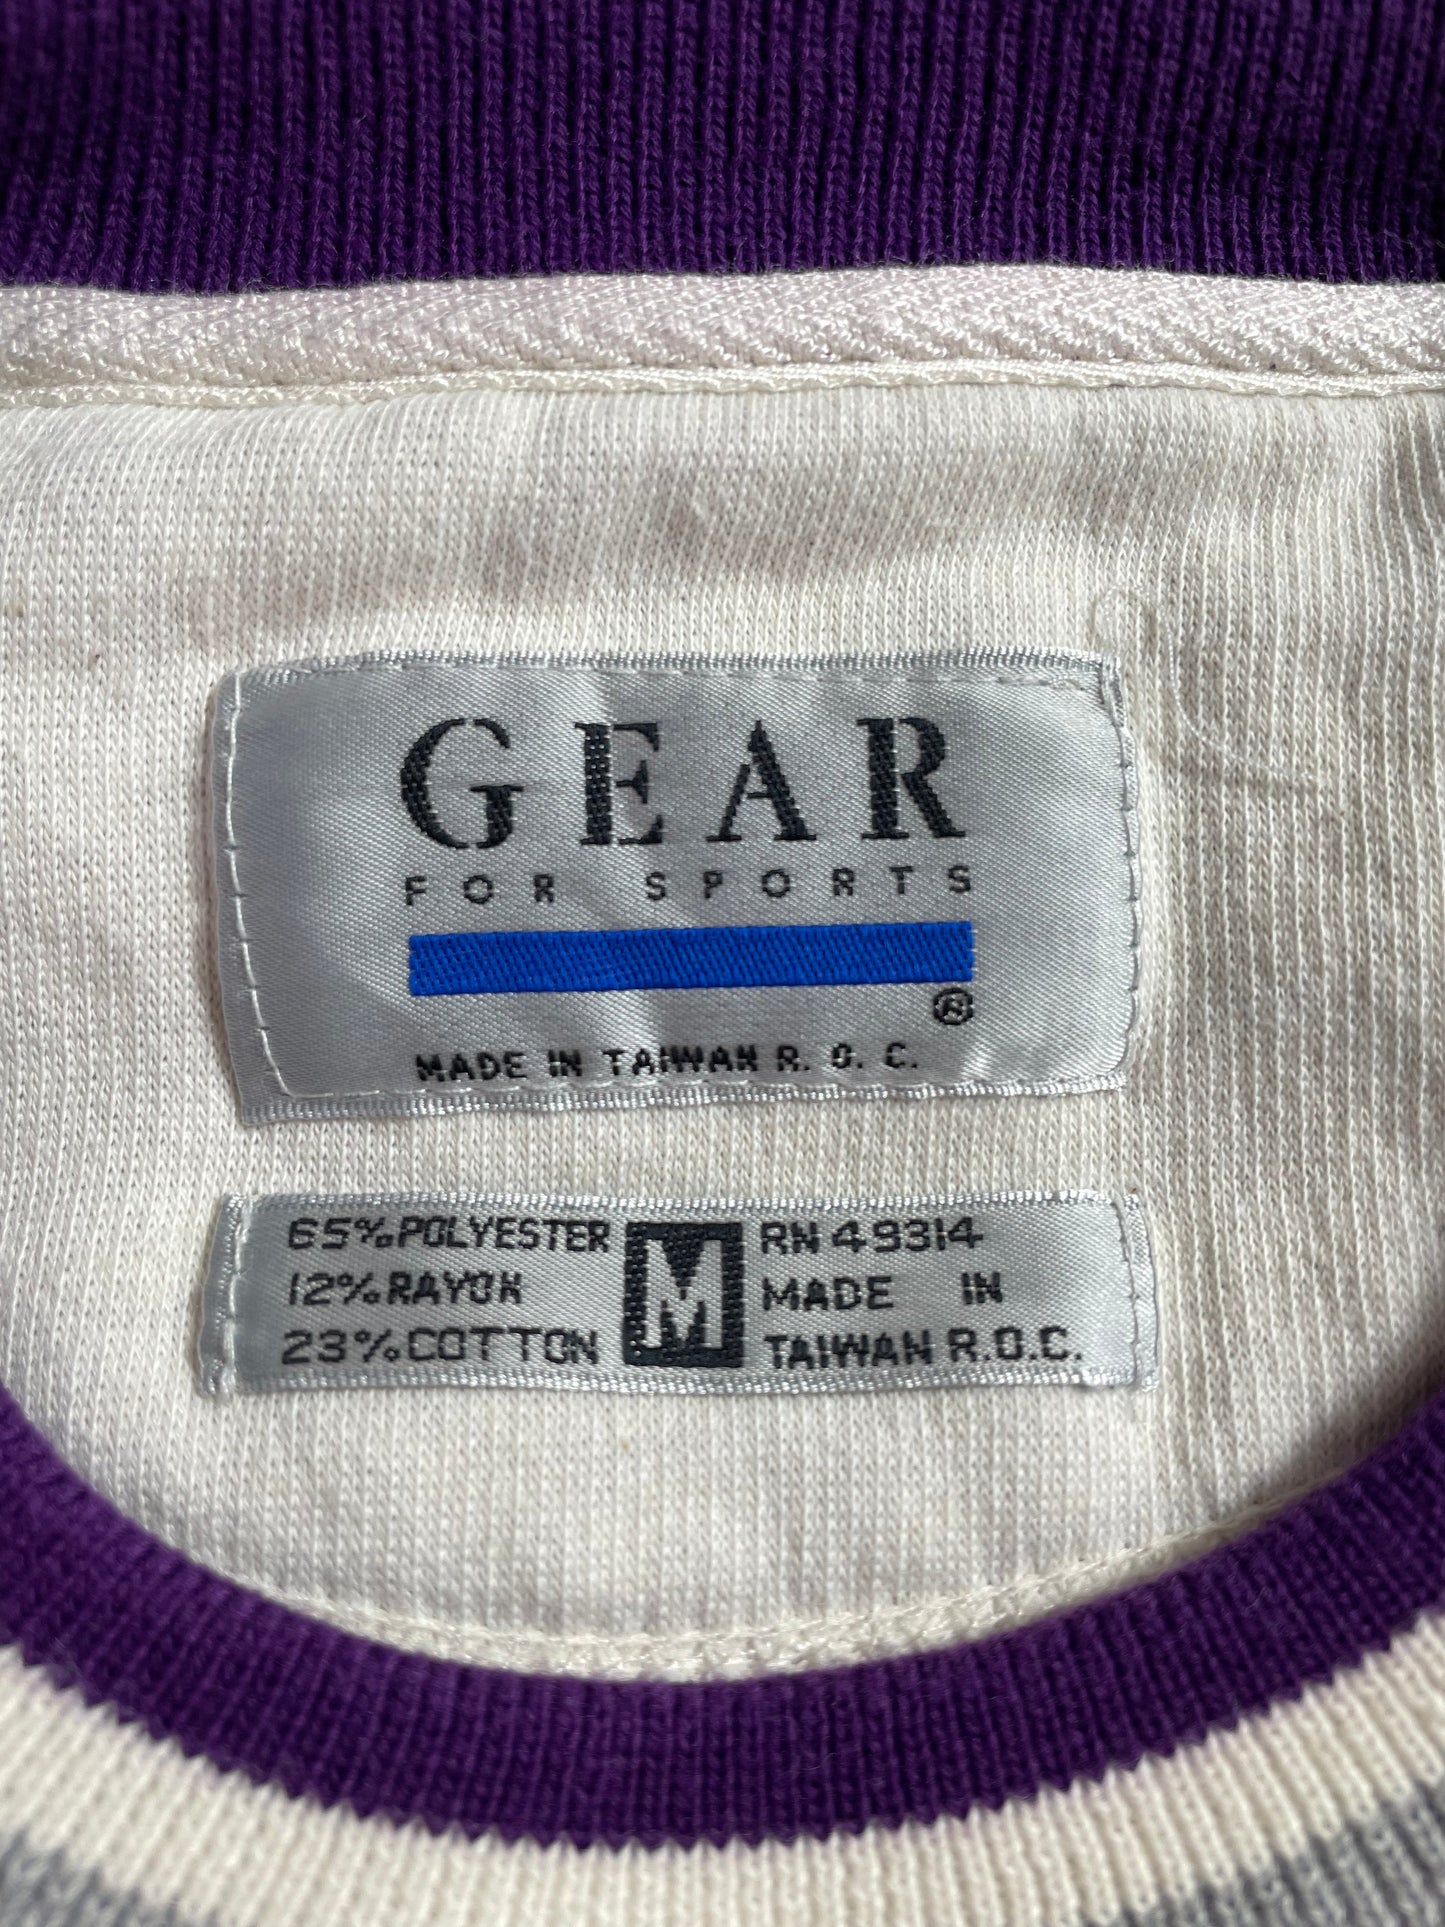 GEAR
FOR SPORTS
®
MADE IN TAIWAN R.O.C.
65% POLYESTER
12% RAYON
23% COTTON
M
RN 49314
MADE IN
TAIWAN R.O.C.